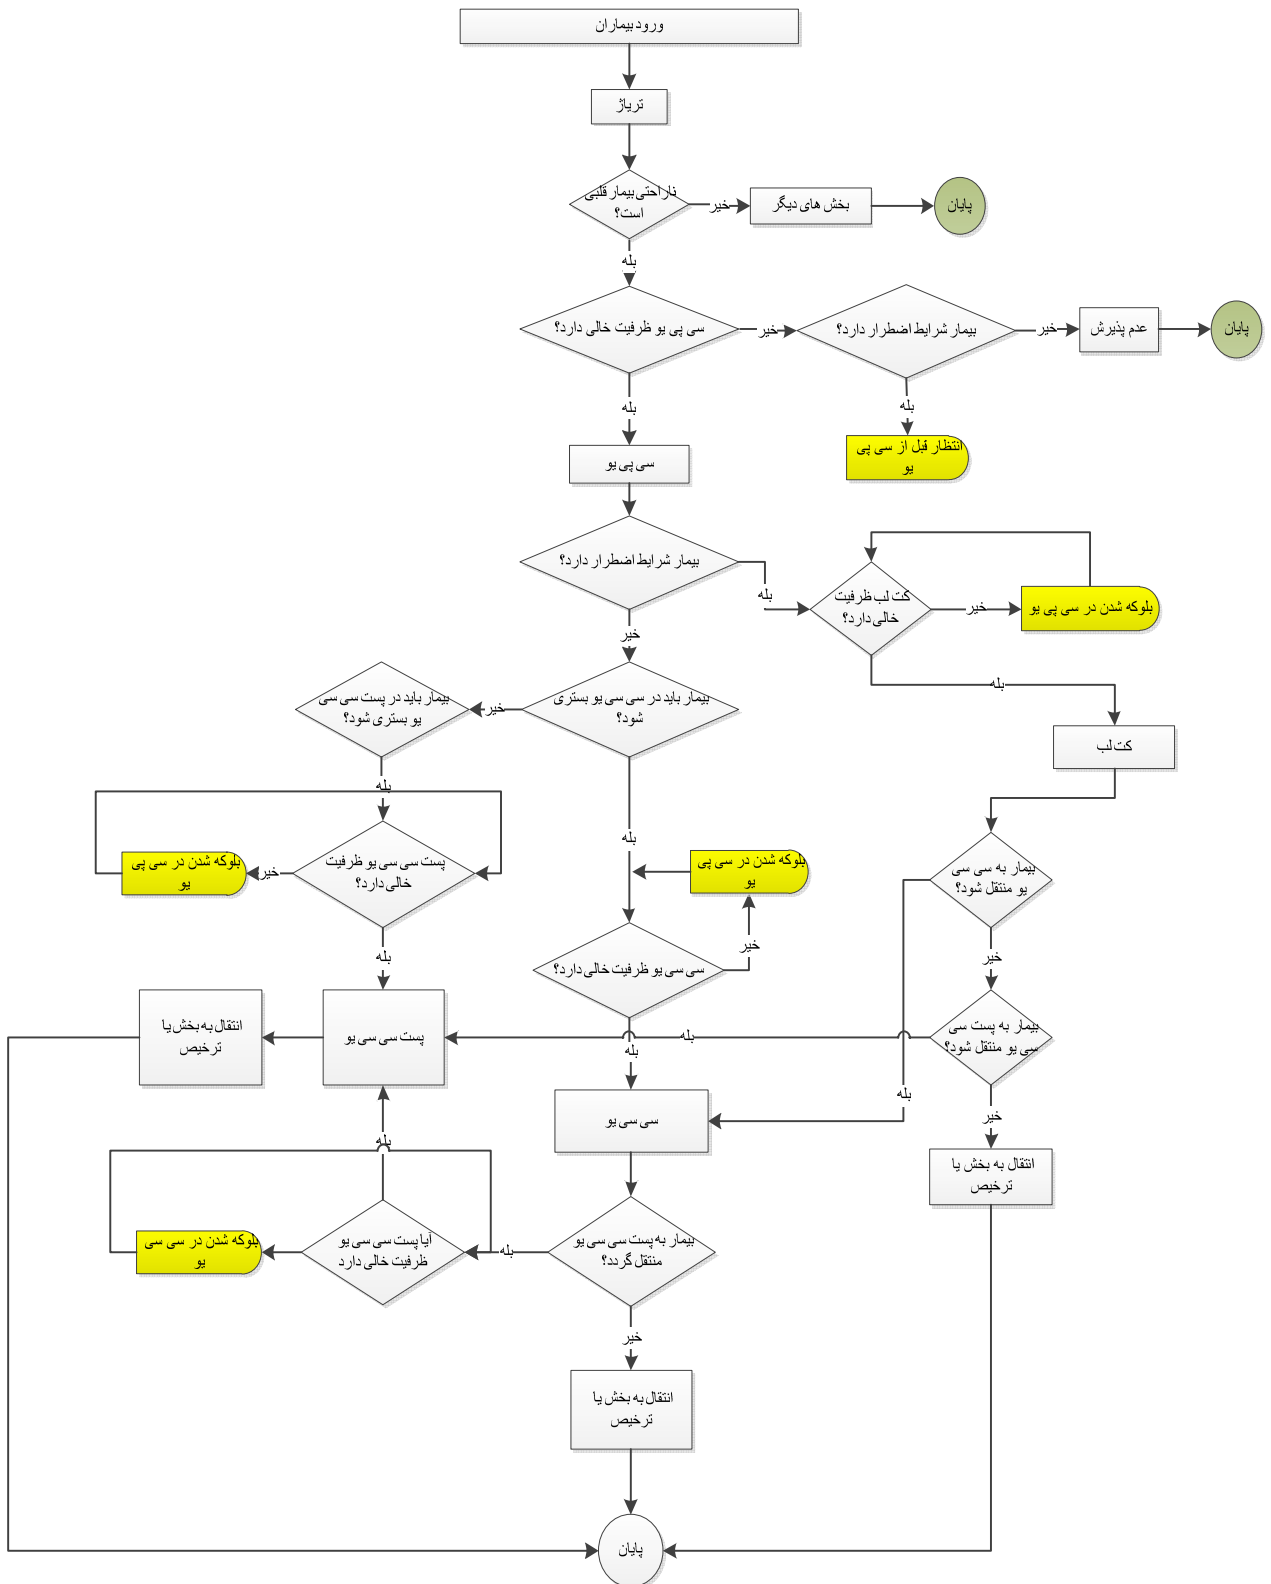 ورود بیماران
تریاژ
ناراحتی بیمار قلبی
است؟
خیر
بخش های دیگر
پایان
بله
سی پی یو ظرفیت خالی دارد؟
خیر
بیمار شرایط اضطرار دارد؟
خیر
عدم پذیرش
پایان
بله
بله
انتظار قبل از سی پی
یو
سی پی یو
بیمار شرایط اضطرار دارد؟
بله
کت لب ظرفیت
خالی دارد؟
خیر
بلوکه شدن در سی پی یو
خیر
بله
بیمار باید در سی سی یو بستری
شود؟
خیر
بیمار باید در پست سی سی
یو بستری شود؟
کت لب
بله
بله
پست سی سی یو ظرفیت
خالی دارد؟
خیر
بلوکه شدن در سی پی
یو
بلوکه شدن در سی پی
یو
خیر
بیمار به سی سی
یو منتقل شود؟
خیر
بله
سی سی یو ظرفیت خالی دارد؟
بله
بیمار به پست سی
سی یو منتقل شود؟
بله
بله
پست سی سی یو
انتقال به بخش یا
ترخیص
خیر
سی سی یو
انتقال به بخش یا
ترخیص
بله
بیمار به پست سی سی یو
منتقل گردد؟
بله
آیا پست سی سی یو
ظرفیت خالی دارد
بلوکه شدن در سی سی
یو
خیر
انتقال به بخش یا
ترخیص
پایان